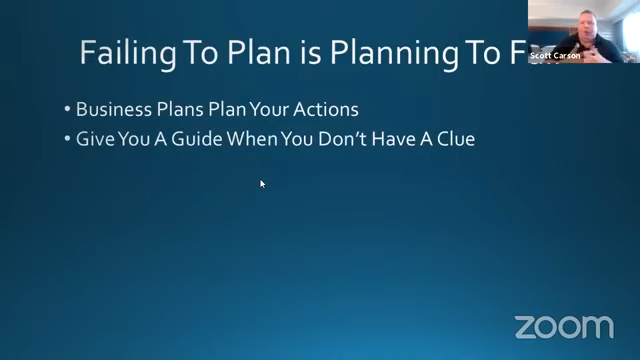 Failing To Plan is Planning To
Scott Carson
• Business Plans Plan Your Actions
• Give You A Guide When You Don't Have A Clue
zoom